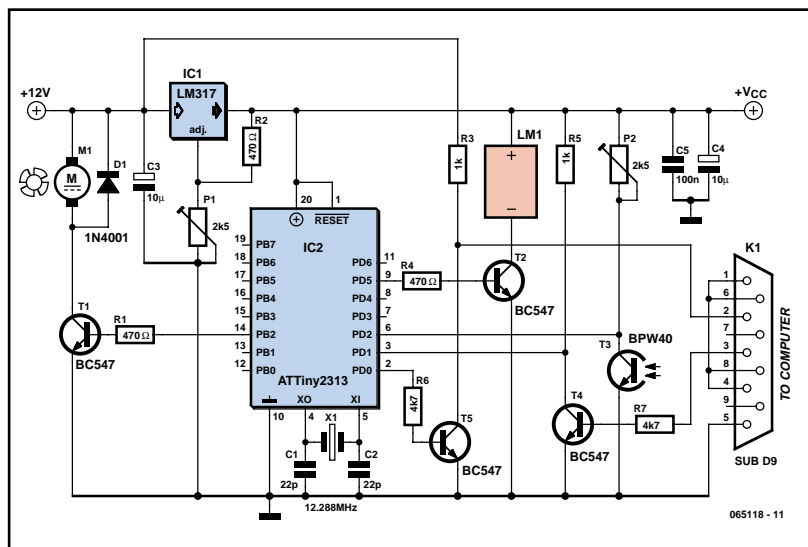 +12V
IC1
LM317
adj.
R2
470Ω
R3
1k
LM1
R5
1k
P2
2k5
C5
100n
C4
10µ
+VCC
M1
M
D1
C3
10µ
1N4001
P1
2k5
20
1
RESET
IC2
19 PB7
18 PB6
17 PB5
16 PB4
15 PB3
14 PB2
13 PB1
12 PB0
PD6 11
PD5 9
PD4 8
PD3 7
PD2 6
PD1 3
PD0 2
ATTiny2313
XO
XI
10
4
5
R4
470Ω
T2
BC547
T1
R1
470Ω
BC547
R6
4k7
T5
BC547
T4
BC547
T3
BPW40
R7
4k7
X1
C1
C2
22p
22p
12.288MHz
K1
1
6
2
7
3
8
4
9
5
TO COMPUTER
SUB D9
065118 - 11